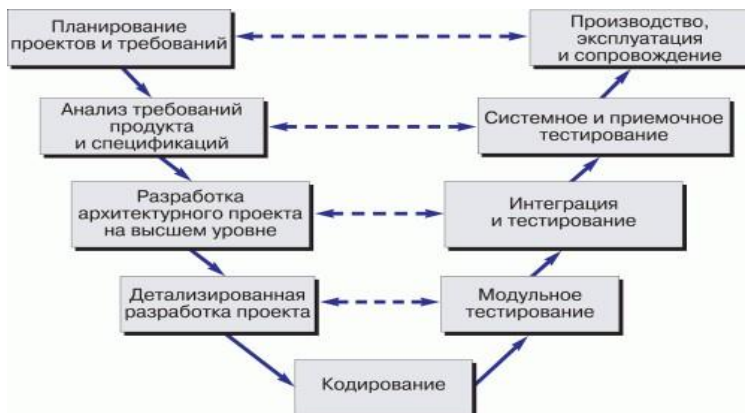 Планирование
проектов и требований
Производство,
эксплуатация
и сопровождение
Анализ требований
продукта
и спецификаций
Системное и приемочное
тестирование
Разработка
архитектурного проекта
на высшем уровне
Интеграция
и тестирование
Детализированная
разработка проекта
Модульное
тестирование
Кодирование